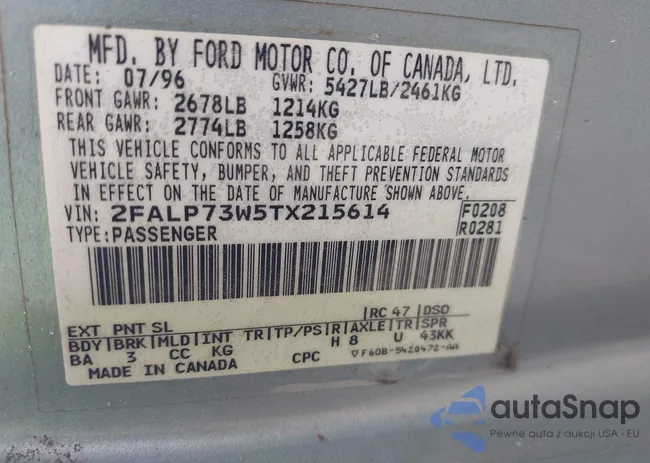 MFD. BY FORD MOTOR CO. OF CANADA, LTD.
DATE: 07/96 GVWR: 5427LB/2461KG
FRONT GAWR: 2678LB 1214KG
REAR GAWR: 2774LB 1258KG
THIS VEHICLE CONFORMS TO ALL APPLICABLE FEDERAL MOTOR
VEHICLE SAFETY, BUMPER, AND THEFT PREVENTION STANDARDS
IN EFFECT ON THE DATE OF MANUFACTURE SHOWN ABOVE.
VIN: 2FALP73W5TX215614 F0208
TYPE: PASSENGER R0281
RC 47 DSO
EXT PNT SL
BDY BRK MLD INT TR TP/PS R AXLE TR SPR
BA 3 CC KG CPC H 8 U 43KK
MADE IN CANADA F60B-5420472-AA
autaSnap
Pewne auta z aukcji USA i EU